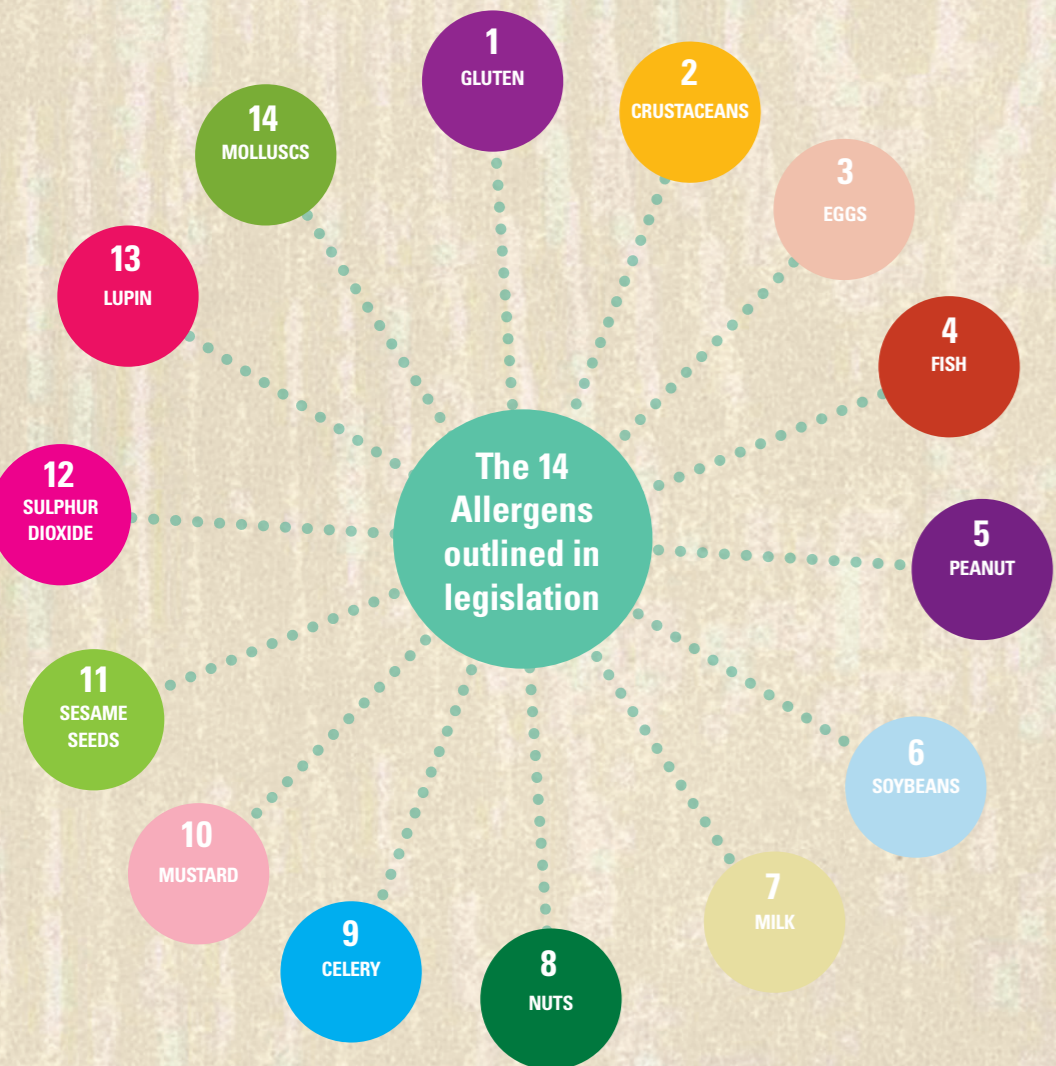 The 14
Allergens
outlined in
legislation
1
GLUTEN
2
CRUSTACEANS
3
EGGS
4
FISH
5
PEANUT
6
SOYBEANS
7
MILK
8
NUTS
9
CELERY
10
MUSTARD
11
SESAME
SEEDS
12
SULPHUR
DIOXIDE
13
LUPIN
14
MOLLUSCS